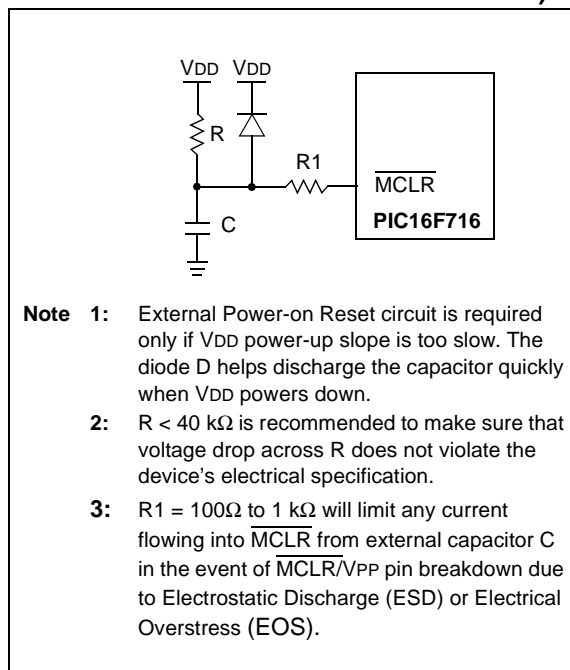 VDD VDD
R
R1
C
MCLR
PIC16F716
Note 1: External Power-on Reset circuit is required
only if VDD power-up slope is too slow. The
diode D helps discharge the capacitor quickly
when VDD powers down.
2: R < 40 kΩ is recommended to make sure that
voltage drop across R does not violate the
device's electrical specification.
3: R1 = 100Ω to 1 kΩ will limit any current
flowing into MCLR from external capacitor C
in the event of MCLR/VPP pin breakdown due
to Electrostatic Discharge (ESD) or Electrical
Overstress (EOS).